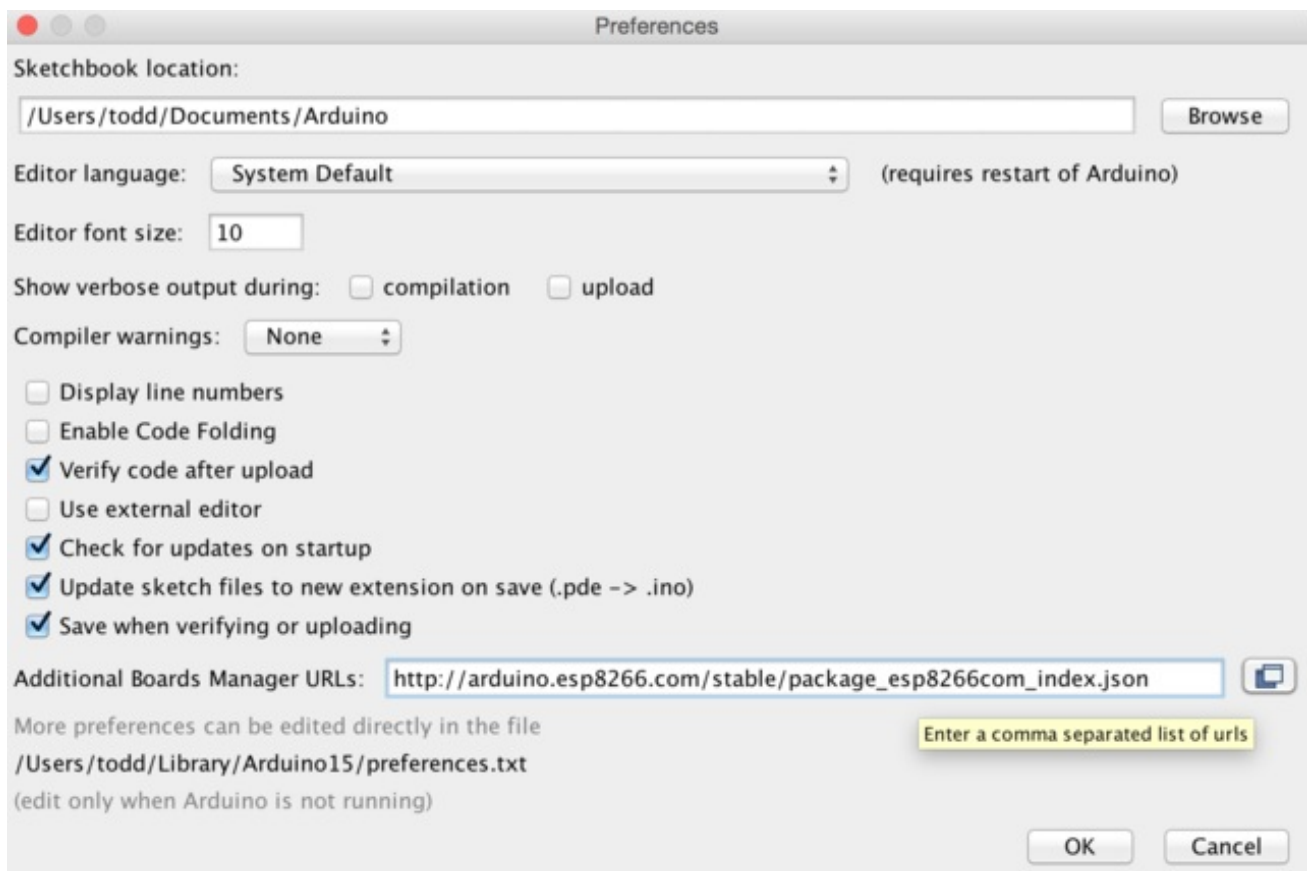 Preferences
Sketchbook location:
/Users/todd/Documents/Arduino Browse
Editor language: System Default (requires restart of Arduino)
Editor font size: 10
Show verbose output during: compilation upload
Compiler warnings: None
Display line numbers
Enable Code Folding
Verify code after upload
Use external editor
Check for updates on startup
Update sketch files to new extension on save (.pde -> .ino)
Save when verifying or uploading
Additional Boards Manager URLs: http://arduino.esp8266.com/stable/package_esp8266com_index.json
More preferences can be edited directly in the file
Enter a comma separated list of urls
/Users/todd/Library/Arduino15/preferences.txt
(edit only when Arduino is not running)
OK Cancel